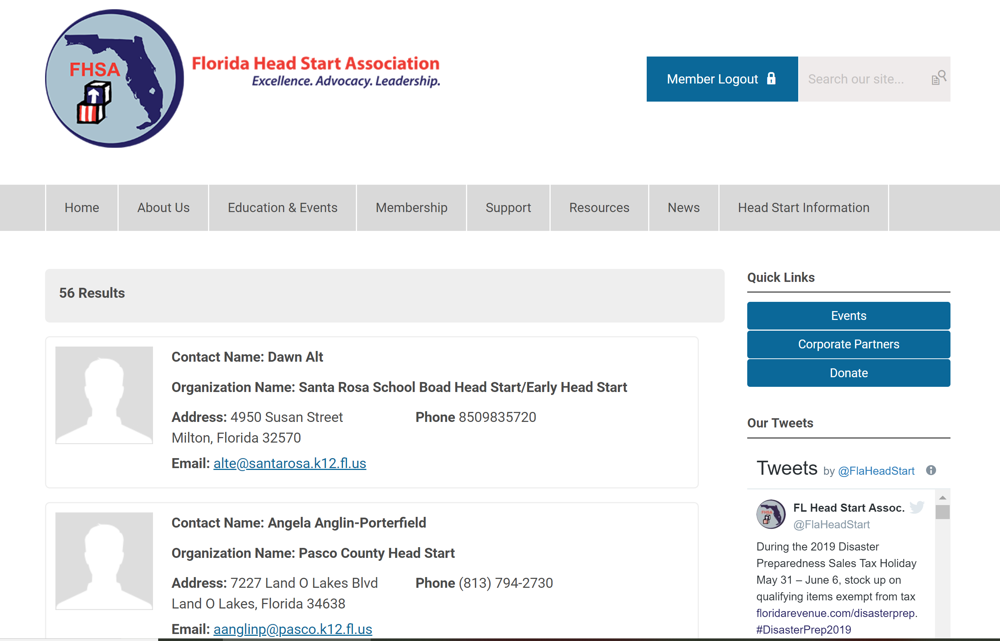 FHSA
Florida Head Start Association
Excellence. Advocacy. Leadership.
Member Logout
Search our site...
Home
About Us
Education & Events
Membership
Support
Resources
News
Head Start Information
56 Results
Contact Name: Dawn Alt
Organization Name: Santa Rosa School Boad Head Start/Early Head Start
Address: 4950 Susan Street
Milton, Florida 32570
Phone 8509835720
Email: alte@santarosa.k12.fl.us
Contact Name: Angela Anglin-Porterfield
Organization Name: Pasco County Head Start
Address: 7227 Land O Lakes Blvd
Land O Lakes, Florida 34638
Phone (813) 794-2730
Email: aanglinp@pasco.k12.fl.us
Quick Links
Events
Corporate Partners
Donate
Our Tweets
Tweets by @FlaHeadStart
FHSA
FL Head Start Assoc.
@FlaHeadStart
During the 2019 Disaster
Preparedness Sales Tax Holiday
May 31 – June 6, stock up on
qualifying items exempt from tax
floridarevenue.com/disasterprep.
#DisasterPrep2019